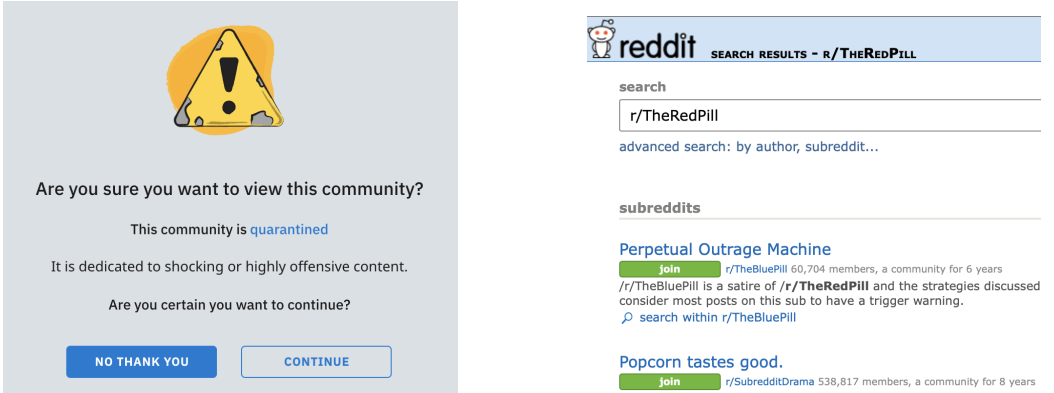 Are you sure you want to view this community?
This community is quarantined
It is dedicated to shocking or highly offensive content.
Are you certain you want to continue?
NO THANK YOU
CONTINUE
reddit SEARCH RESULTS - R/THEREDPILL
search
r/TheRedPill
advanced search: by author, subreddit...
subreddits
Perpetual Outrage Machine
join r/TheBluePill 60,704 members, a community for 6 years
/r/TheBluePill is a satire of /r/TheRedPill and the strategies discussed
consider most posts on this sub to have a trigger warning.
search within r/TheBluePill
Popcorn tastes good.
join r/SubredditDrama 538,817 members, a community for 8 years